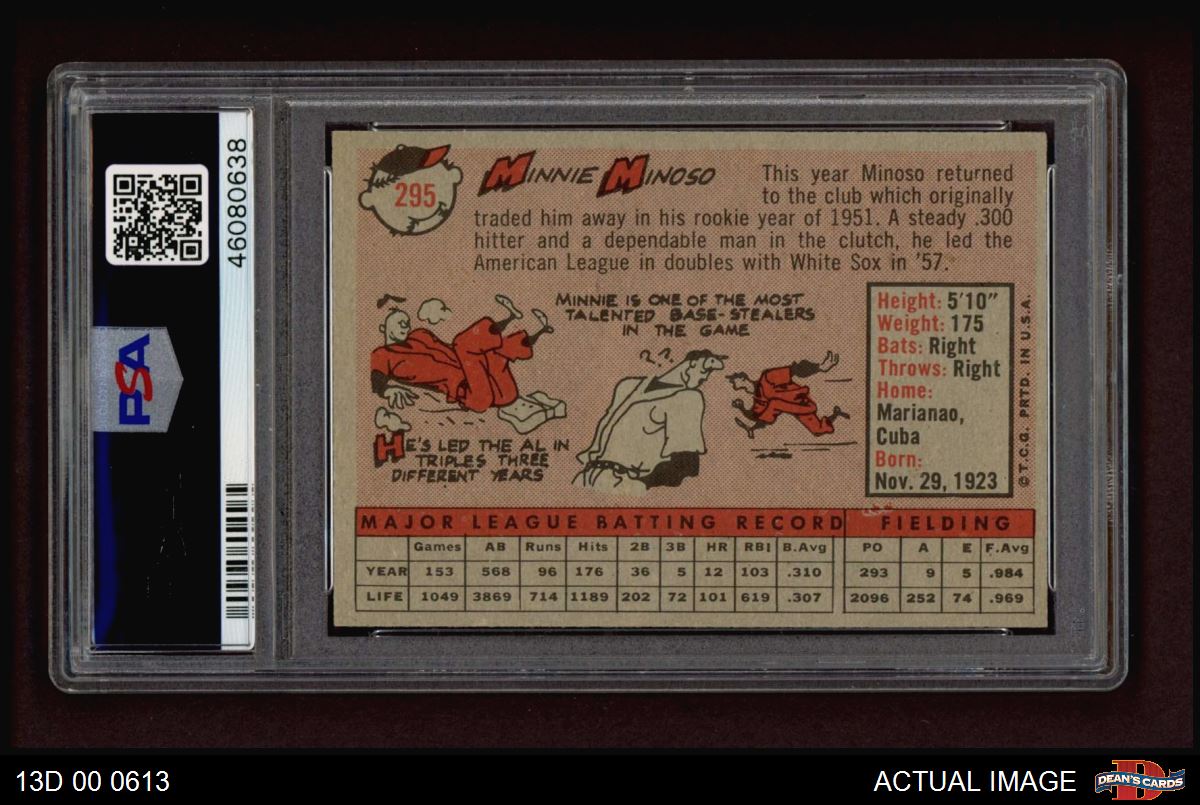 46080638
PSA
295
MINNIE MINOSO
This year Minoso returned
to the club which originally
traded him away in his rookie year of 1951. A steady .300
hitter and a dependable man in the clutch, he led the
American League in doubles with White Sox in '57.
MINNIE IS ONE OF THE MOST
TALENTED BASE-STEALERS
IN THE GAME
? ?
HE'S LED THE AL IN
TRIPLES THREE
DIFFERENT YEARS
Height: 5'10"
Weight: 175
Bats: Right
Throws: Right
Home:
Marianao,
Cuba
Born:
Nov. 29, 1923
©T.C.G. PRTD. IN U.S.A.
MAJOR LEAGUE BATTING RECORD FIELDING
Games AB Runs Hits 2B 3B HR RBI B.Avg PO A E F.Avg
YEAR 153 568 96 176 36 5 12 103 .310 293 9 5 .984
LIFE 1049 3869 714 1189 202 72 101 619 .307 2096 252 74 .969
13D 00 0613 ACTUAL IMAGE DEAN'S CARDS